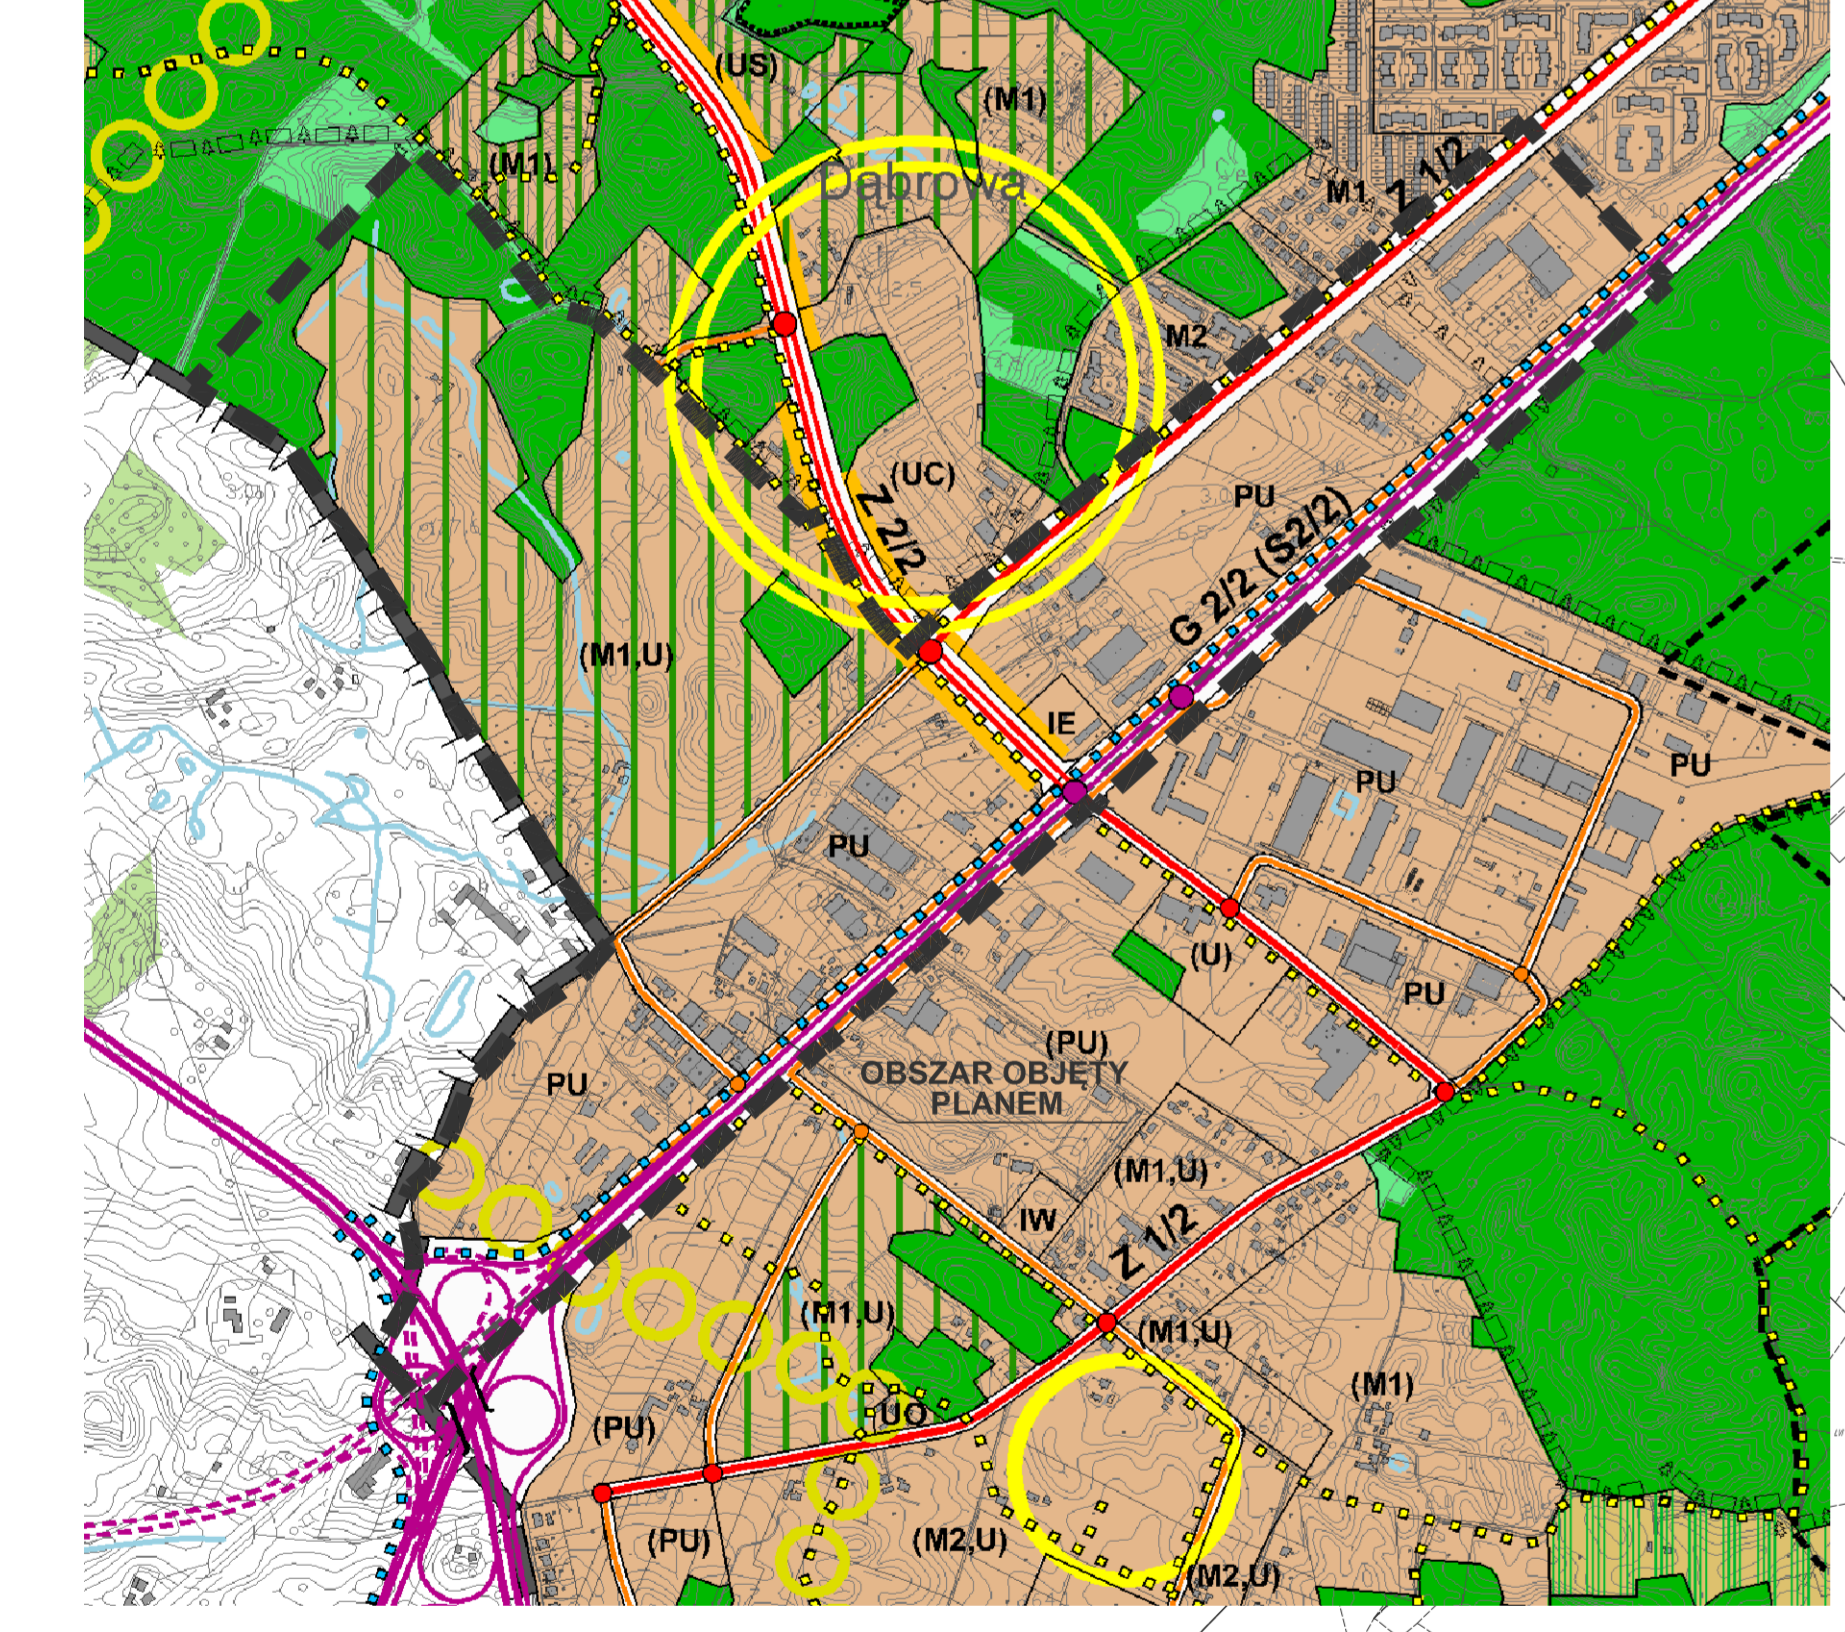 (US)
(M1)
(M1)
Dąbrowa
M1
Z 1/2
M2
(UC)
Z 2/2
PU
G 2/2 (S2/2)
(M1,U)
IE
PU
PU
PU
(U)
PU
(PU)
OBSZAR OBJĘTY
PLANEM
PU
(M1,U)
IW
Z 1/2
(M1,U)
(M1,U)
(M1)
UO
(PU)
(PU)
(M2,U)
(M2,U)